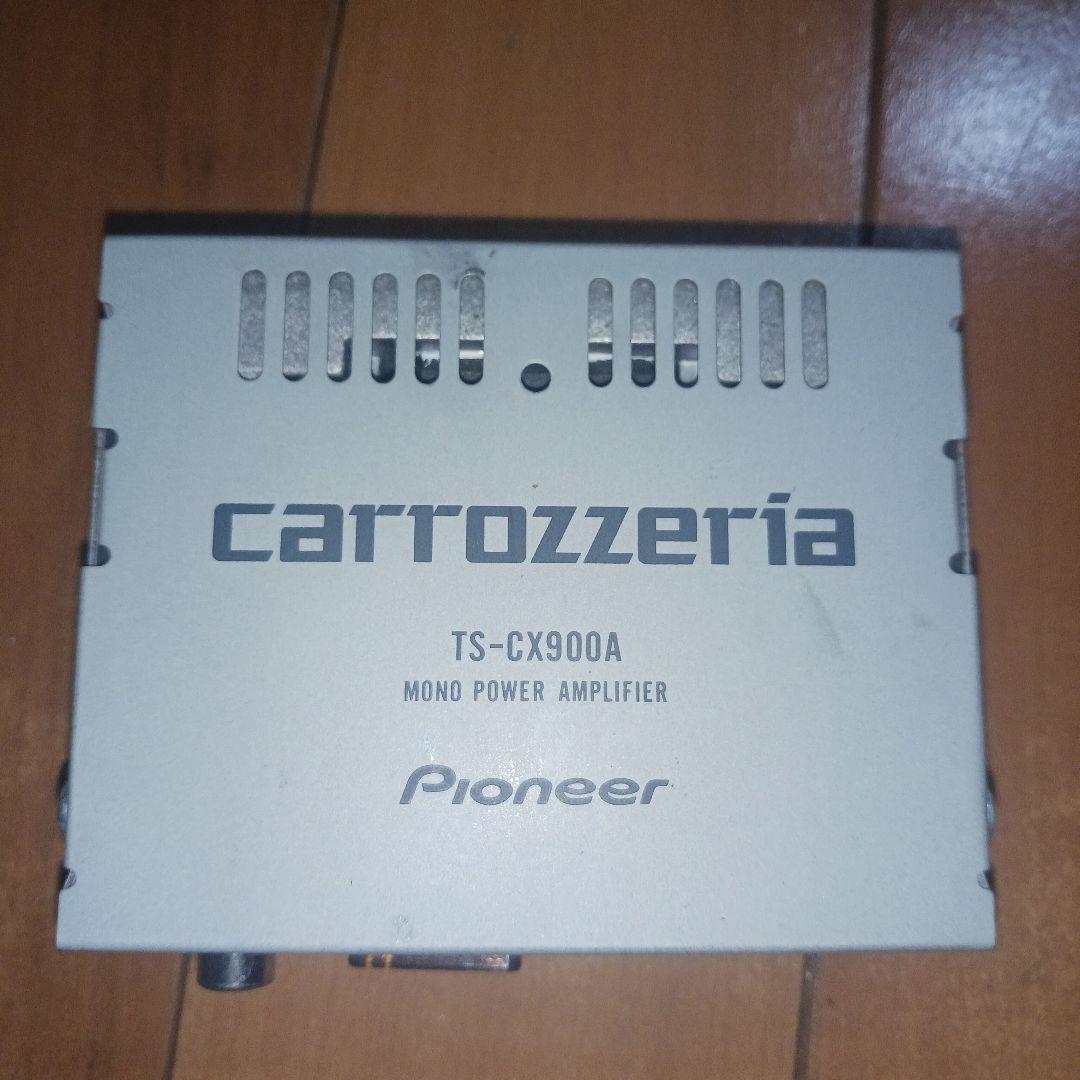 carrozzeria
TS-CX900A
MONO POWER AMPLIFIER
Pioneer